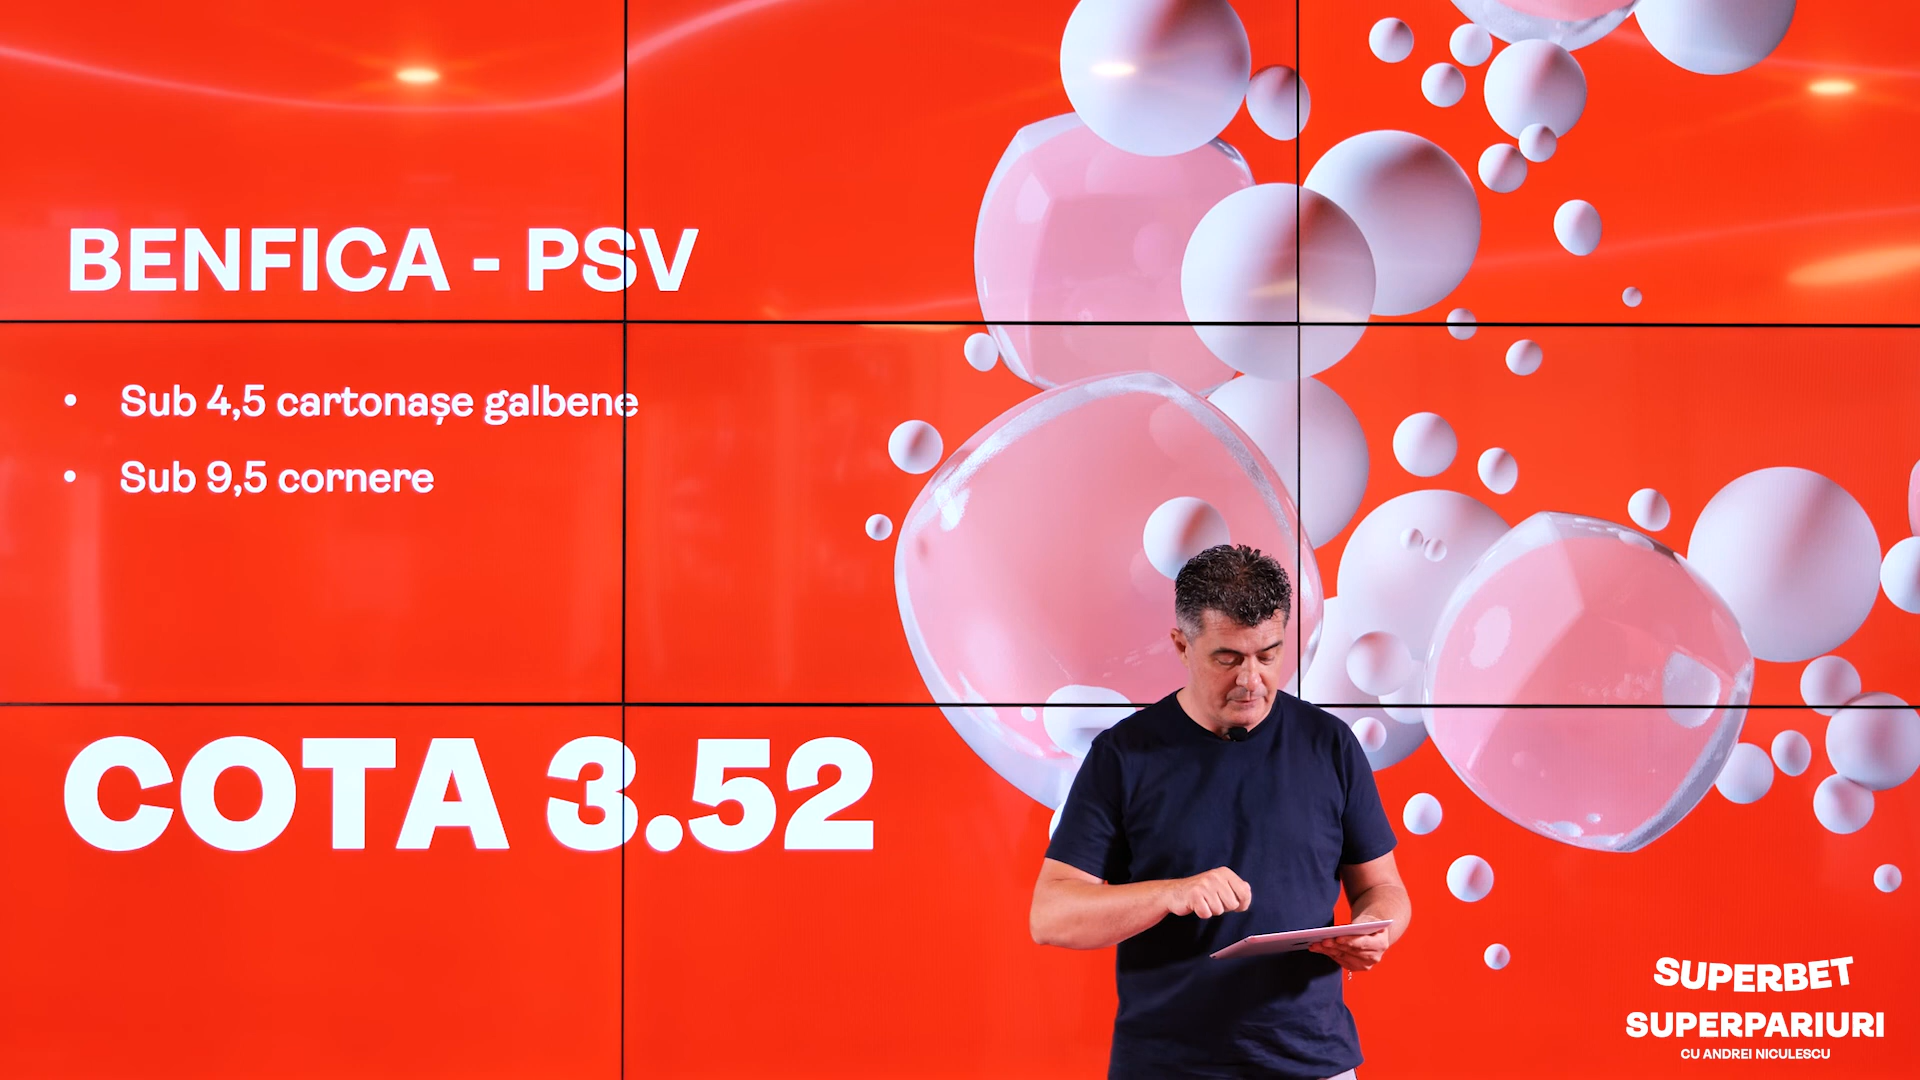 BENFICA - PSV
• Sub 4,5 cartonașe galbene
• Sub 9,5 cornere
COTA 3.52
SUPERBET
SUPERPARIURI
CU ANDREI NICULESCU